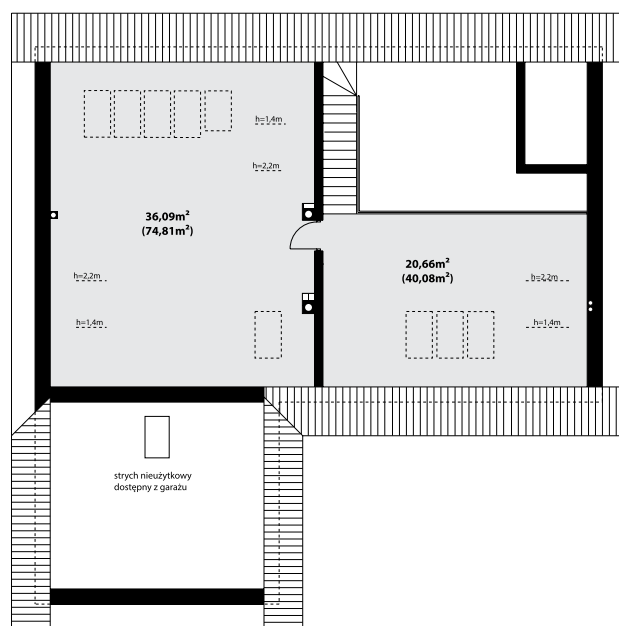 h=1,4m
h=2,2m
36,09m²
(74,81m²)
20,66m²
(40,08m²)
h=2,2m
h=2,2m
h=1,4m
h=1,4m
strych nieużytkowy
dostępny z garażu